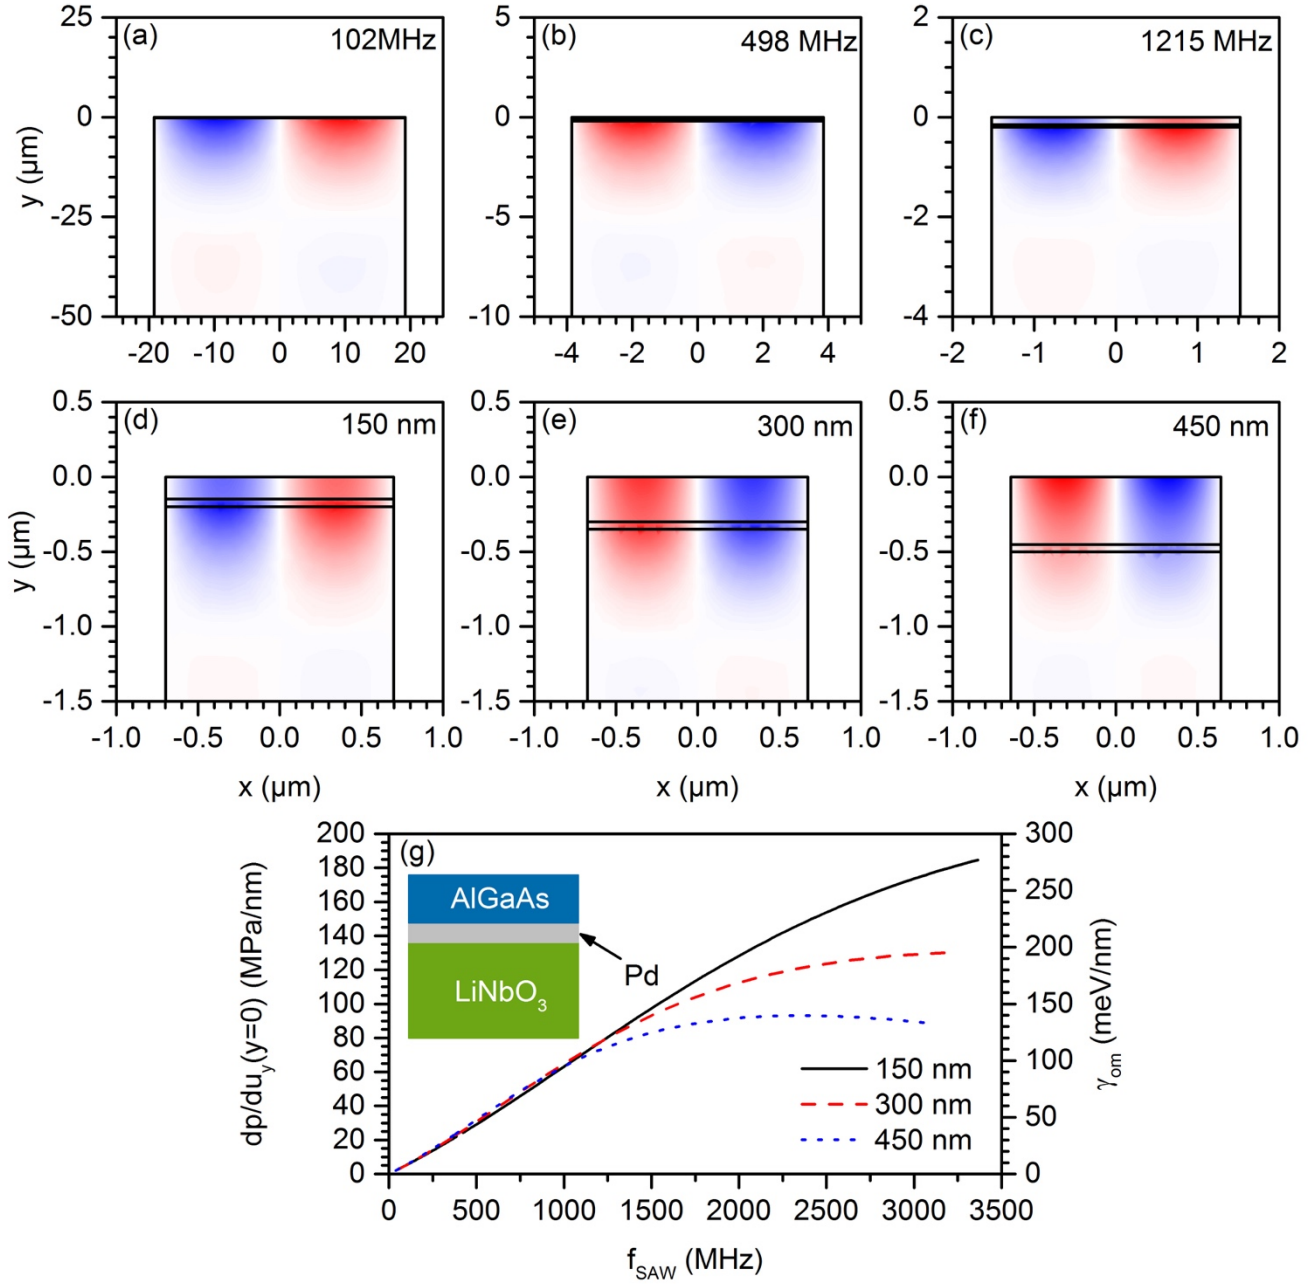 (a) 102MHz
(b) 498 MHz
(c) 1215 MHz
25
0
-25
-50
y (µm)
5
0
-5
-10
2
0
-2
-4
-20 -10 0 10 20
-4 -2 0 2 4
-2 -1 0 1 2
(d) 150 nm
(e) 300 nm
(f) 450 nm
0.5
0.0
-0.5
-1.0
-1.5
y (µm)
0.5
0.0
-0.5
-1.0
-1.5
0.5
0.0
-0.5
-1.0
-1.5
-1.0 -0.5 0.0 0.5 1.0
-1.0 -0.5 0.0 0.5 1.0
-1.0 -0.5 0.0 0.5 1.0
x (µm)
x (µm)
x (µm)
(g)
200
180
160
140
120
100
80
60
40
20
0
dp/du_y(y=0) (MPa/nm)
AlGaAs
Pd
LiNbO₃
150 nm
300 nm
450 nm
300
250
200
150
100
50
0
γ_om (meV/nm)
0 500 1000 1500 2000 2500 3000 3500
f_SAW (MHz)